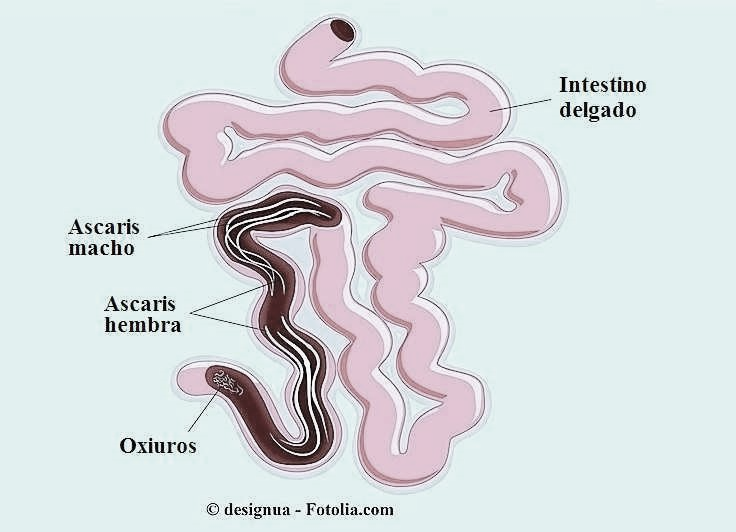 Intestino
delgado
Ascaris
macho
Ascaris
hembra
Oxiuros
© designua - Fotolia.com